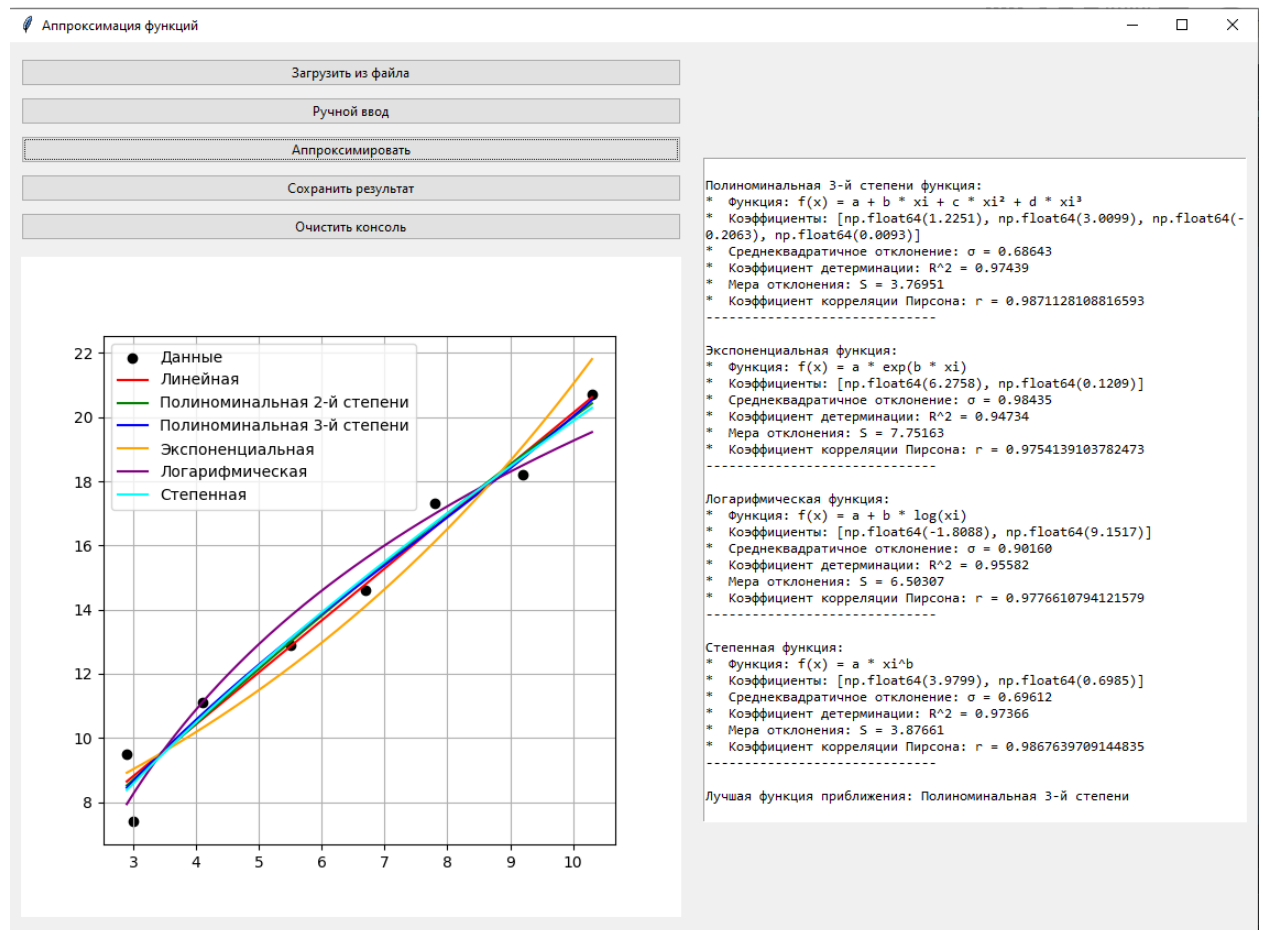 Аппроксимация функций
Загрузить из файла
Ручной ввод
Аппроксимировать
Сохранить результат
Очистить консоль
22
20
18
16
14
12
10
8
3 4 5 6 7 8 9 10
Данные
Линейная
Полиноминальная 2-й степени
Полиноминальная 3-й степени
Экспоненциальная
Логарифмическая
Степенная
Полиноминальная 3-й степени функция:
* Функция: f(x) = a + b * xi + c * xi² + d * xi³
* Коэффициенты: [np.float64(1.2251), np.float64(3.0099), np.float64(-
0.2063), np.float64(0.0093)]
* Среднеквадратичное отклонение: σ = 0.68643
* Коэффициент детерминации: R^2 = 0.97439
* Мера отклонения: S = 3.76951
* Коэффициент корреляции Пирсона: r = 0.9871128108816593
------------------------------
Экспоненциальная функция:
* Функция: f(x) = a * exp(b * xi)
* Коэффициенты: [np.float64(6.2758), np.float64(0.1209)]
* Среднеквадратичное отклонение: σ = 0.98435
* Коэффициент детерминации: R^2 = 0.94734
* Мера отклонения: S = 7.75163
* Коэффициент корреляции Пирсона: r = 0.9754139103782473
------------------------------
Логарифмическая функция:
* Функция: f(x) = a + b * log(xi)
* Коэффициенты: [np.float64(-1.8088), np.float64(9.1517)]
* Среднеквадратичное отклонение: σ = 0.90160
* Коэффициент детерминации: R^2 = 0.95582
* Мера отклонения: S = 6.50307
* Коэффициент корреляции Пирсона: r = 0.9776610794121579
------------------------------
Степенная функция:
* Функция: f(x) = a * xi^b
* Коэффициенты: [np.float64(3.9799), np.float64(0.6985)]
* Среднеквадратичное отклонение: σ = 0.69612
* Коэффициент детерминации: R^2 = 0.97366
* Мера отклонения: S = 3.87661
* Коэффициент корреляции Пирсона: r = 0.9867639709144835
------------------------------
Лучшая функция приближения: Полиноминальная 3-й степени